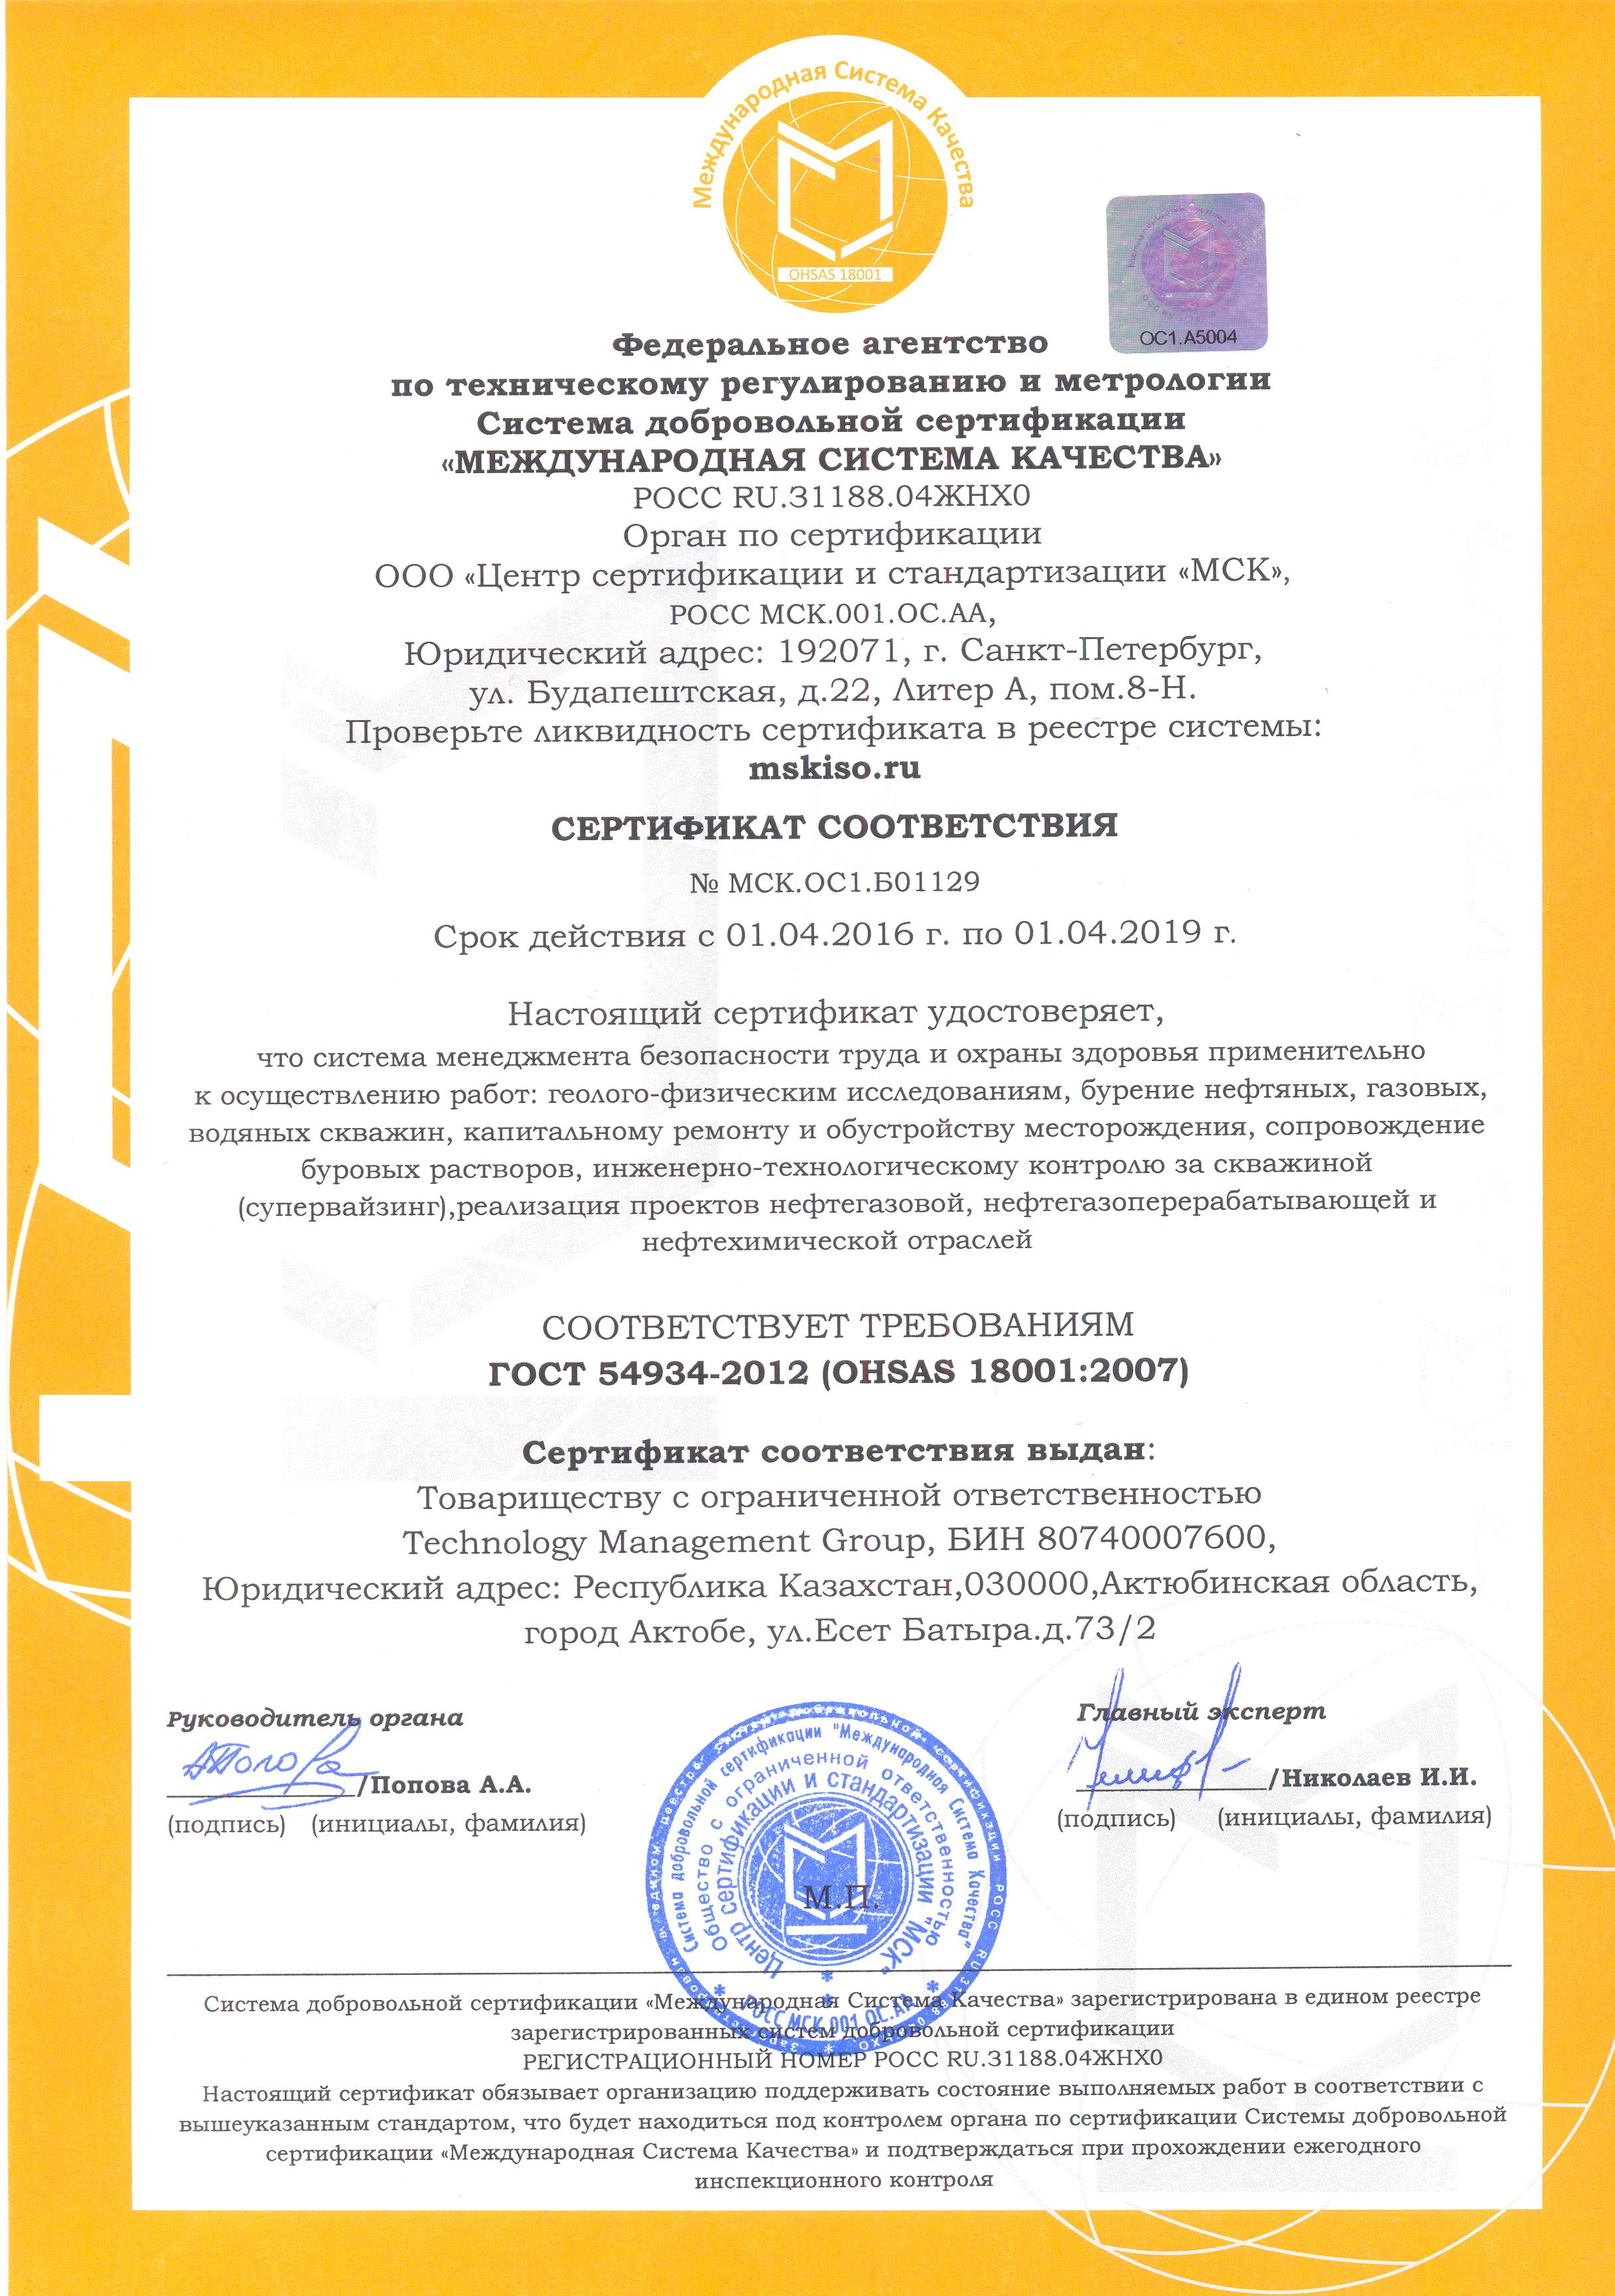 Международная Система Качества
OHSAS 18001
ОС1.А5004
Федеральное агентство
по техническому регулированию и метрологии
Система добровольной сертификации
«МЕЖДУНАРОДНАЯ СИСТЕМА КАЧЕСТВА»
РОСС RU.31188.04ЖНХ0
Орган по сертификации
ООО «Центр сертификации и стандартизации «МСК»,
РОСС МСК.001.ОС.АА,
Юридический адрес: 192071, г. Санкт-Петербург,
ул. Будапештская, д.22, Литер А, пом.8-Н.
Проверьте ликвидность сертификата в реестре системы:
mskiso.ru
СЕРТИФИКАТ СООТВЕТСТВИЯ
№ МСК.ОС1.Б01129
Срок действия с 01.04.2016 г. по 01.04.2019 г.
Настоящий сертификат удостоверяет,
что система менеджмента безопасности труда и охраны здоровья применительно
к осуществлению работ: геолого-физическим исследованиям, бурение нефтяных, газовых,
водяных скважин, капитальному ремонту и обустройству месторождения, сопровождение
буровых растворов, инженерно-технологическому контролю за скважиной
(супервайзинг),реализация проектов нефтегазовой, нефтегазоперерабатывающей и
нефтехимической отраслей
СООТВЕТСТВУЕТ ТРЕБОВАНИЯМ
ГОСТ 54934-2012 (OHSAS 18001:2007)
Сертификат соответствия выдан:
Товариществу с ограниченной ответственностью
Technology Management Group, БИН 80740007600,
Юридический адрес: Республика Казахстан,030000,Актюбинская область,
город Актобе, ул.Есет Батыра.д.73/2
Руководитель органа
/Попова А.А.
(подпись) (инициалы, фамилия)
Главный эксперт
/Николаев И.И.
(подпись) (инициалы, фамилия)
Система добровольной сертификации "Международная Система Качества"
Общество с ограниченной ответственностью
Центр сертификации и стандартизации "МСК"
М.П.
РОСС МСК.001.ОС.АА
Система добровольной сертификации «Международная Система Качества» зарегистрирована в едином реестре
зарегистрированных систем добровольной сертификации
РЕГИСТРАЦИОННЫЙ НОМЕР РОСС RU.31188.04ЖНХ0
Настоящий сертификат обязывает организацию поддерживать состояние выполняемых работ в соответствии с
вышеуказанным стандартом, что будет находиться под контролем органа по сертификации Системы добровольной
сертификации «Международная Система Качества» и подтверждаться при прохождении ежегодного
инспекционного контроля